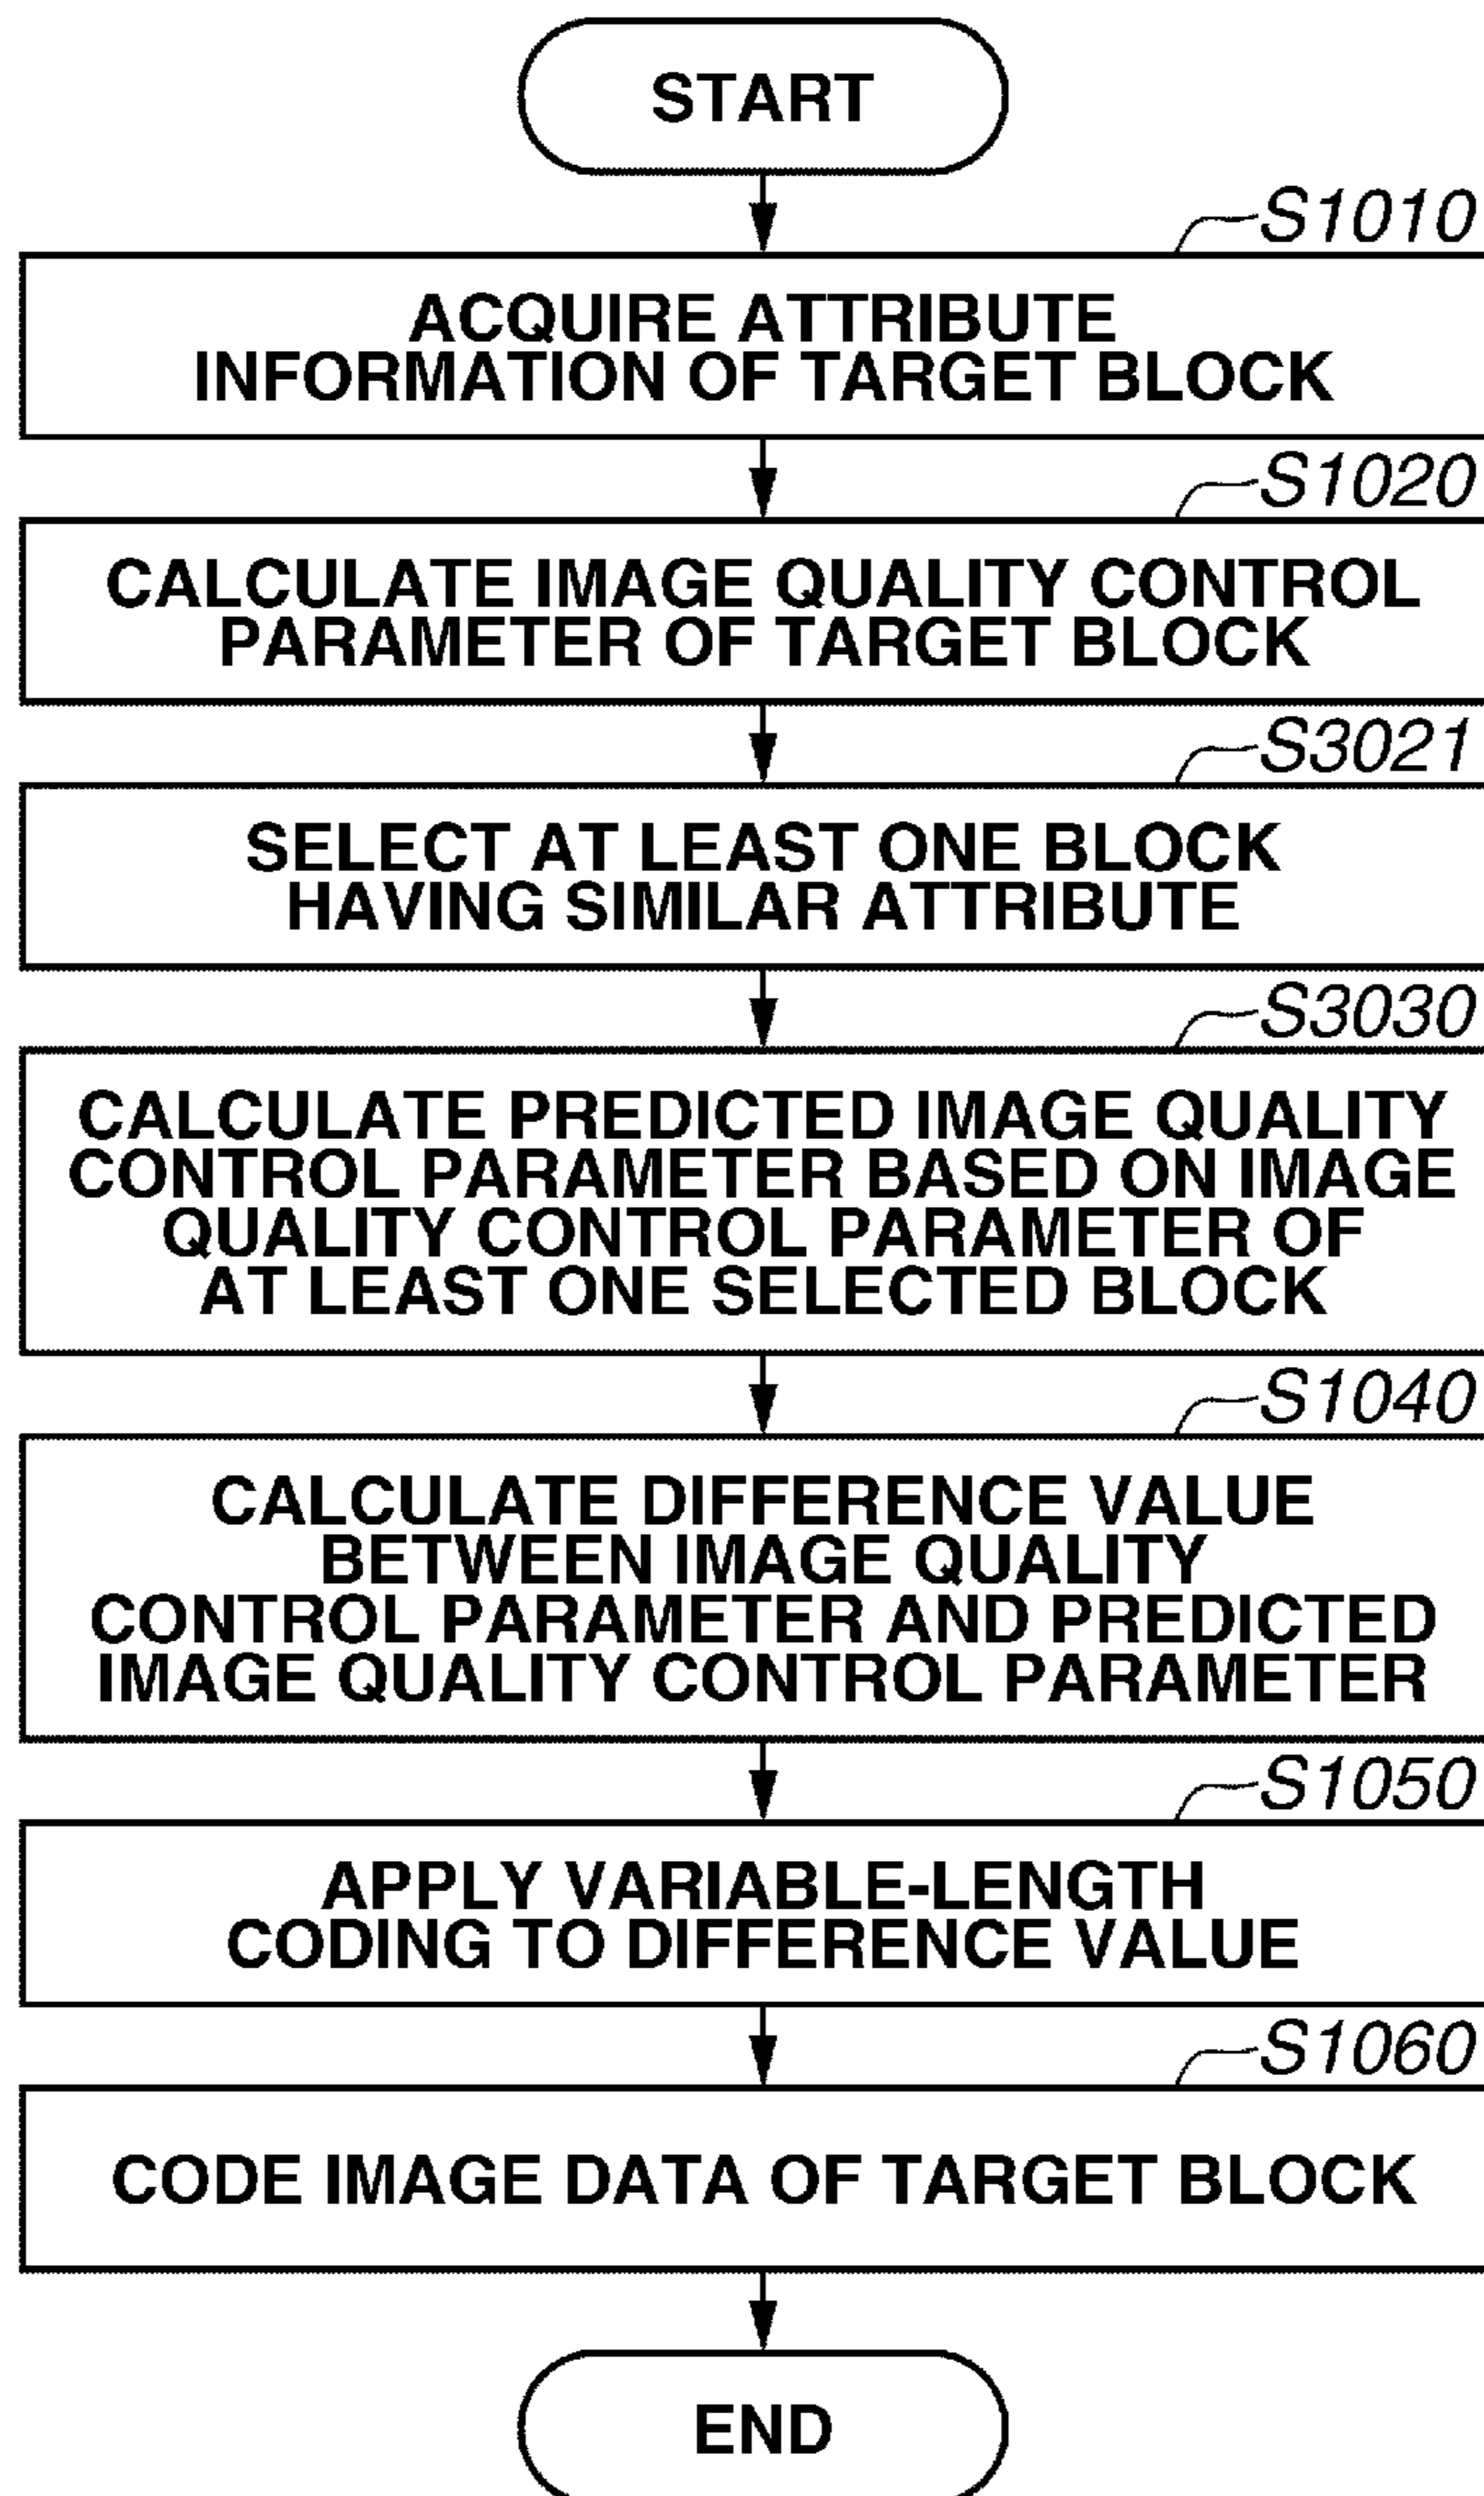 START
S1010
ACQUIRE ATTRIBUTE
INFORMATION OF TARGET BLOCK
S1020
CALCULATE IMAGE QUALITY CONTROL
PARAMETER OF TARGET BLOCK
S3021
SELECT AT LEAST ONE BLOCK
HAVING SIMILAR ATTRIBUTE
S3030
CALCULATE PREDICTED IMAGE QUALITY
CONTROL PARAMETER BASED ON IMAGE
QUALITY CONTROL PARAMETER OF
AT LEAST ONE SELECTED BLOCK
S1040
CALCULATE DIFFERENCE VALUE
BETWEEN IMAGE QUALITY
CONTROL PARAMETER AND PREDICTED
IMAGE QUALITY CONTROL PARAMETER
S1050
APPLY VARIABLE-LENGTH
CODING TO DIFFERENCE VALUE
S1060
CODE IMAGE DATA OF TARGET BLOCK
END